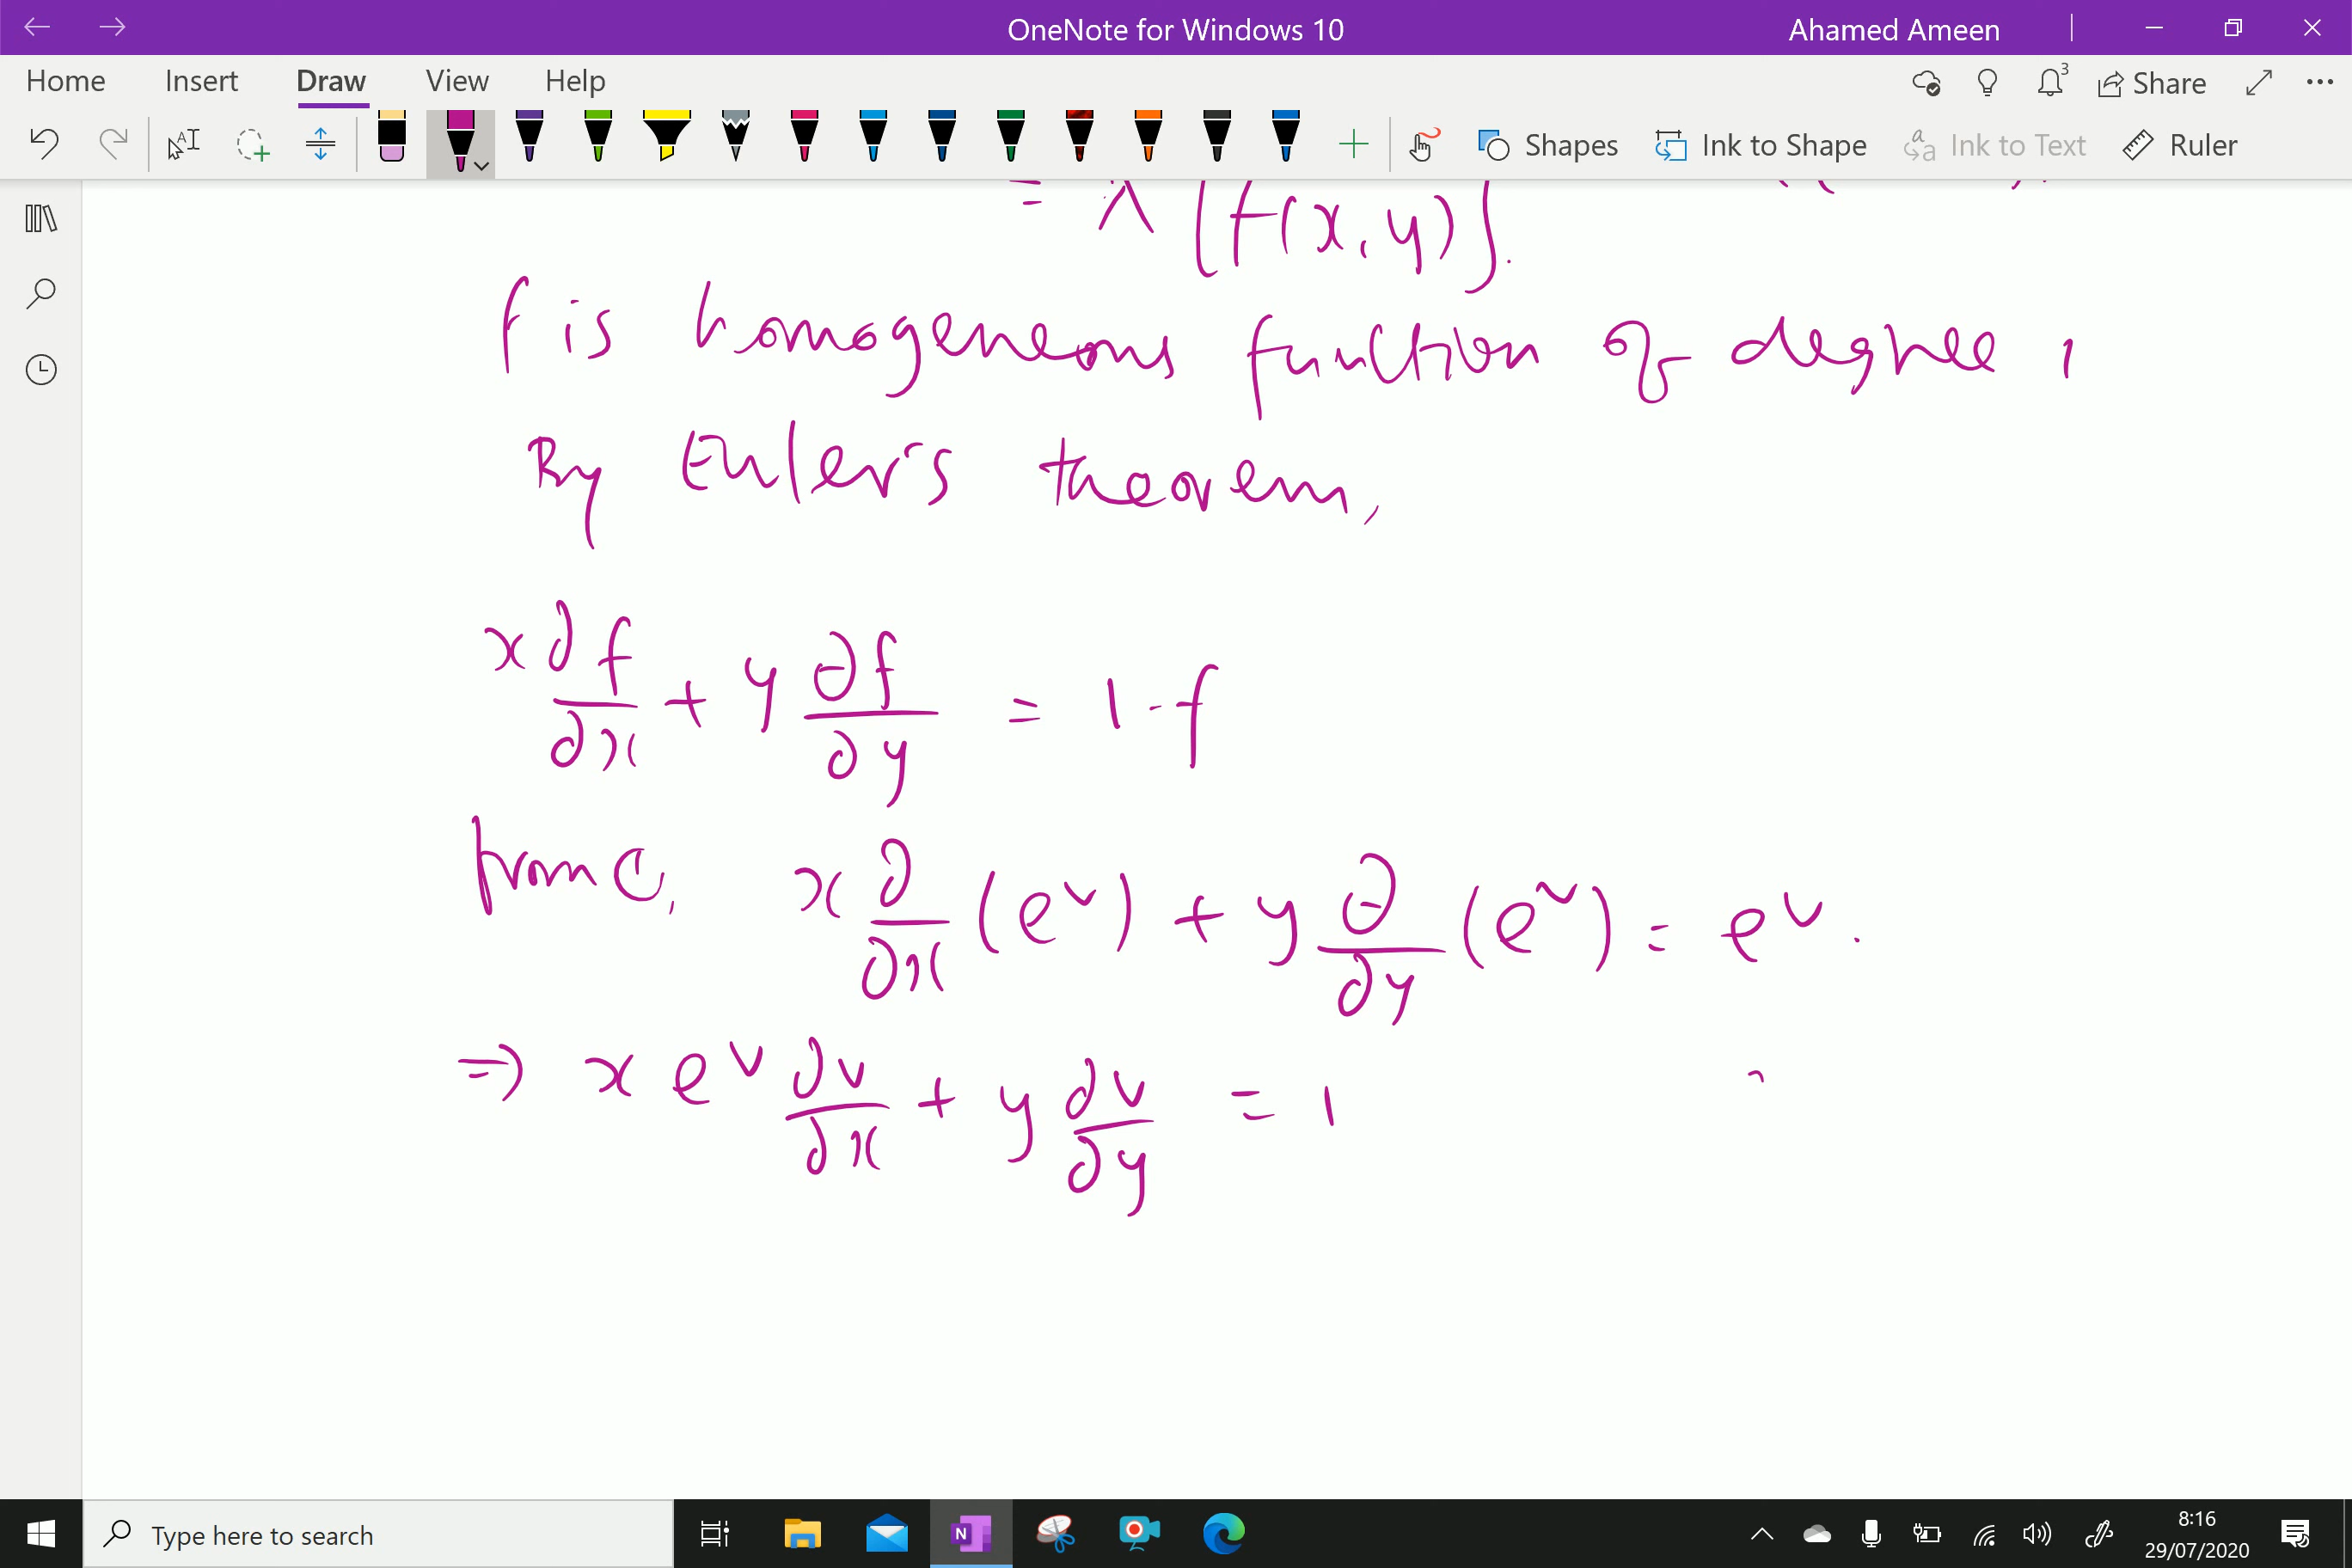 OneNote for Windows 10
Ahamed Ameen
Home Insert Draw View Help
3
Share
Shapes
Ink to Shape
Ink to Text
Ruler
= λ [f(x,y)].
f is homogeneous function of degree 1
By Euler's theorem,
x ∂f/∂x + y ∂f/∂y = 1·f
from (1), x ∂/∂x (e^v) + y ∂/∂y (e^v) = e^v.
⇒ x e^v ∂v/∂x + y ∂v/∂y = 1
Type here to search
N
8:16
29/07/2020